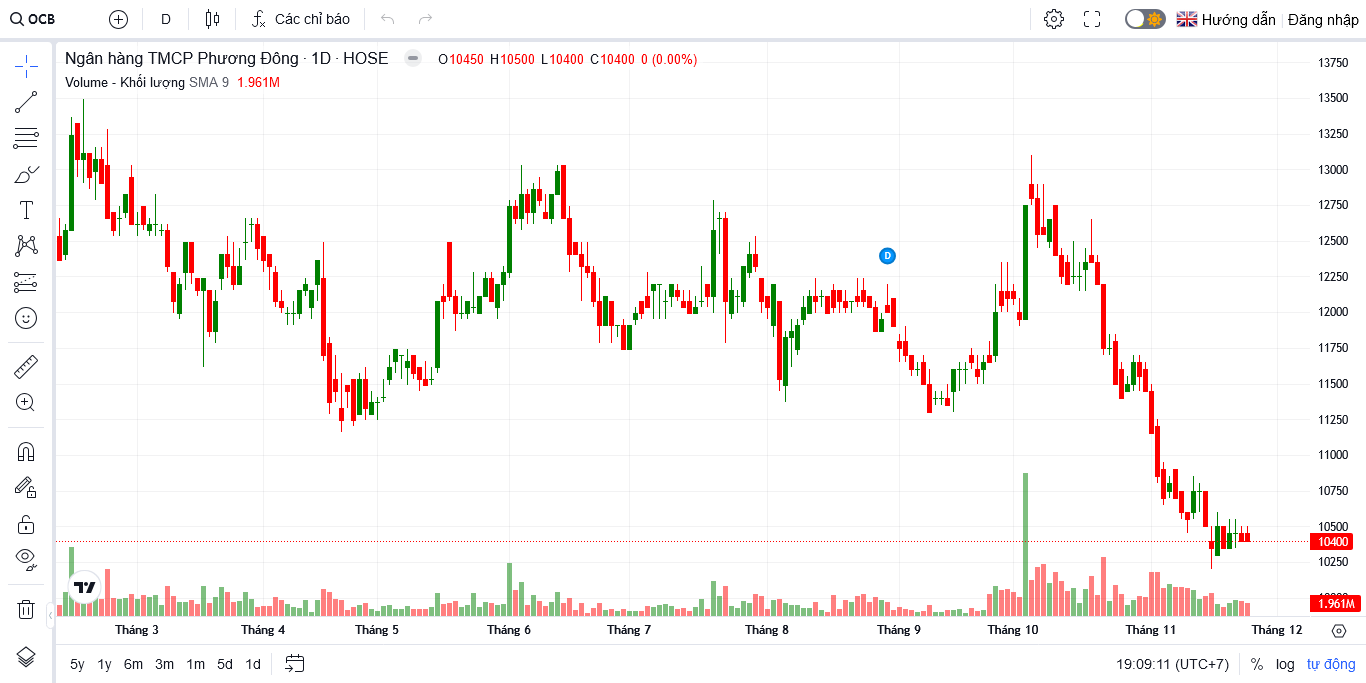 OCB D Các chỉ báo Hướng dẫn Đăng nhập
Ngân hàng TMCP Phương Đông · 1D · HOSE O10450 H10500 L10400 C10400 0 (0.00%)
Volume - Khối lượng SMA 9 1.961M
13750
13500
13250
13000
12750
12500
D
12250
12000
11750
11500
11250
11000
10750
10500
10400
10250
1.961M
Tháng 3 Tháng 4 Tháng 5 Tháng 6 Tháng 7 Tháng 8 Tháng 9 Tháng 10 Tháng 11 Tháng 12
5y 1y 6m 3m 1m 5d 1d 19:09:11 (UTC+7) % log tự động